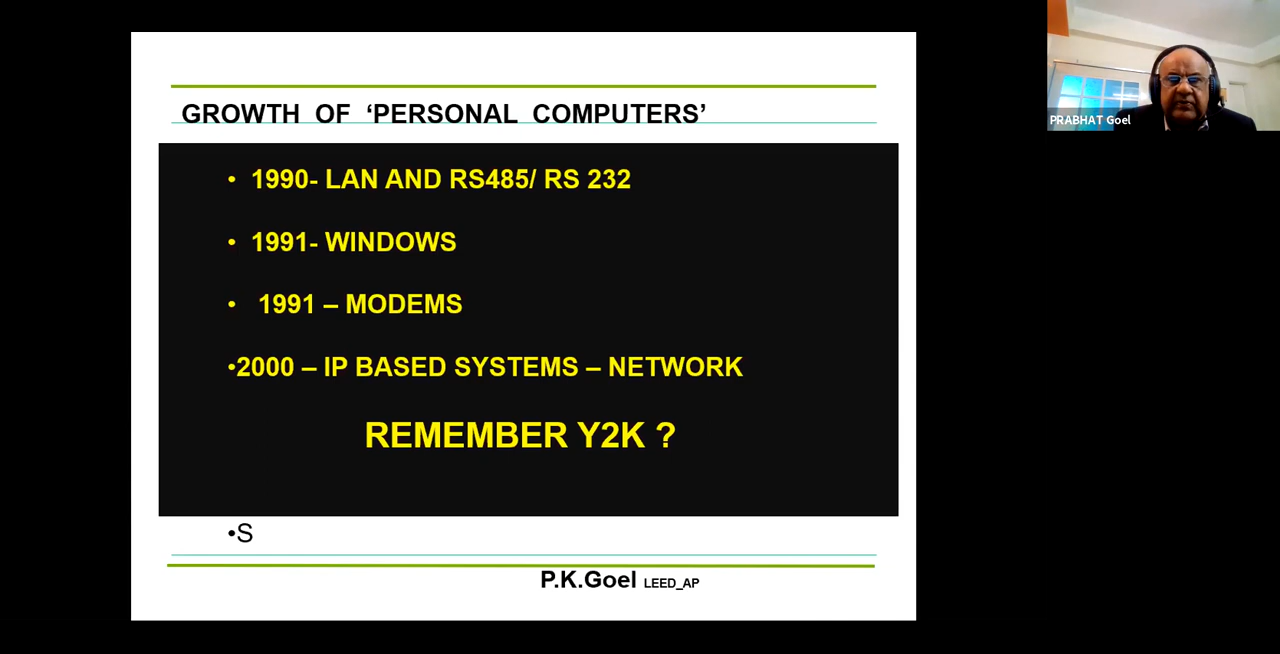 GROWTH OF ‘PERSONAL COMPUTERS’
• 1990- LAN AND RS485/ RS 232
• 1991- WINDOWS
• 1991 – MODEMS
•2000 – IP BASED SYSTEMS – NETWORK
REMEMBER Y2K ?
•S
P.K.Goel LEED_AP
PRABHAT Goel